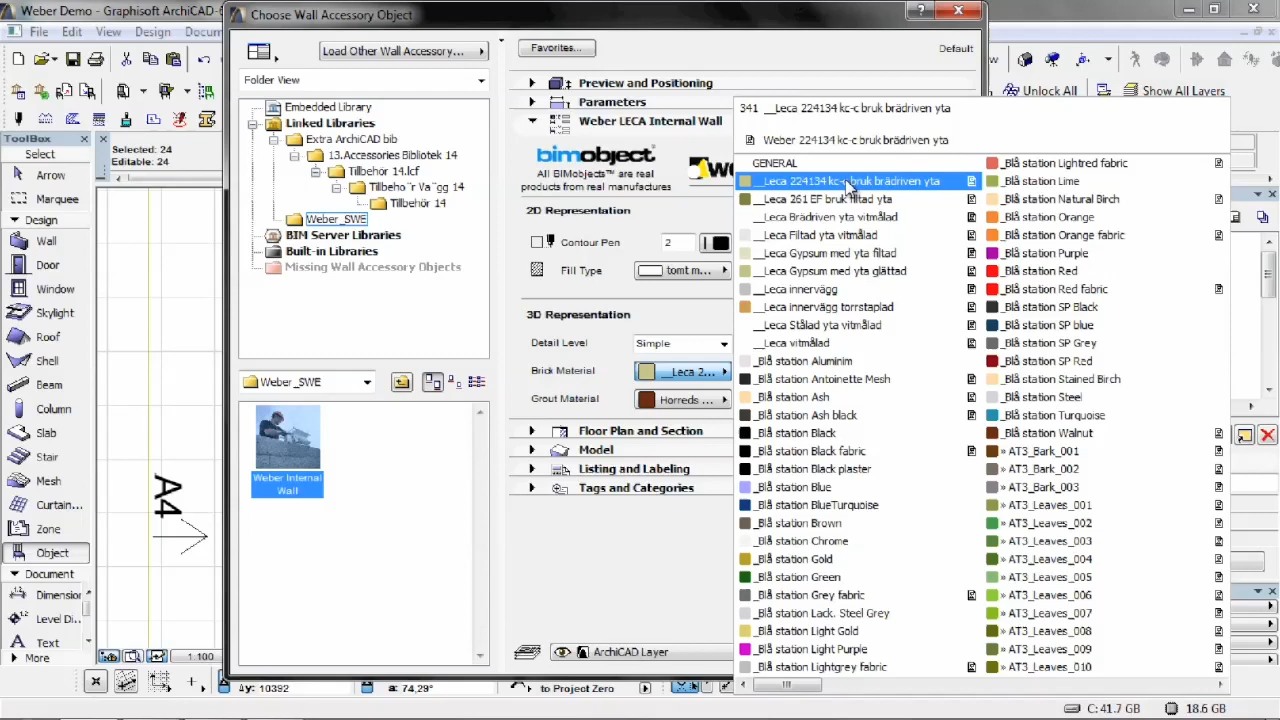 Weber Demo - Graphisoft ArchiCAD-
File Edit View Design
Choose Wall Accessory Object
Load Other Wall Accessory...
Folder View
Embedded Library
Linked Libraries
Extra ArchiCAD bib
13.Accessories Bibliotek 14
Tillbehör 14.lcf
Tillbehör 14
Weber_SWE
BIM Server Libraries
Built-in Libraries
Missing Wall Accessory Objects
Weber_SWE
Weber Internal
Wall
Favorites...
Default
Preview and Positioning
Parameters
Weber LECA Internal Wall
bimobject
All BIMobjects™ are real
products from real manufactures
2D Representation
Contour Pen
2
Fill Type
tomt m...
3D Representation
Detail Level
Simple
Brick Material
__Leca 2...
Grout Material
Horreds ...
Floor Plan and Section
Model
Listing and Labeling
Tags and Categories
ArchiCAD Layer
Unlock All
Show All Layers
ToolBox
Select
Arrow
Marquee
Design
Wall
Door
Window
Skylight
Roof
Shell
Beam
Column
Slab
Stair
Mesh
Curtain...
Zone
Object
Document
Dimension
Level Di...
Text
More
Selected: 24
Editable: 24
A4
1:100
Ay: 10392
a: 74,29°
to Project Zero
341 __Leca 224134 kc-c bruk brädriven yta
Weber 224134 kc-c bruk brädriven yta
GENERAL
__Leca 224134 kc-c bruk brädriven yta
__Leca 261 EF bruk filtad yta
__Leca Brädriven yta vitmålad
__Leca Filtad yta vitmålad
__Leca Gypsum med yta filtad
__Leca Gypsum med yta glättad
__Leca innervägg
__Leca innervägg torrstaplad
__Leca Stålad yta vitmålad
__Leca vitmålad
_Blå station Aluminim
_Blå station Antoinette Mesh
_Blå station Ash
_Blå station Ash black
_Blå station Black
_Blå station Black fabric
_Blå station Black plaster
_Blå station Blue
_Blå station BlueTurquoise
_Blå station Brown
_Blå station Chrome
_Blå station Gold
_Blå station Green
_Blå station Grey fabric
_Blå station Lack. Steel Grey
_Blå station Light Gold
_Blå station Light Purple
_Blå station Lightgrey fabric
_Blå station Lightred fabric
_Blå station Lime
_Blå station Natural Birch
_Blå station Orange
_Blå station Orange fabric
_Blå station Purple
_Blå station Red
_Blå station Red fabric
_Blå station SP Black
_Blå station SP blue
_Blå station SP Grey
_Blå station SP Red
_Blå station Stained Birch
_Blå station Steel
_Blå station Turquoise
_Blå station Walnut
» AT3_Bark_001
» AT3_Bark_002
» AT3_Bark_003
» AT3_Leaves_001
» AT3_Leaves_002
» AT3_Leaves_003
» AT3_Leaves_004
» AT3_Leaves_005
» AT3_Leaves_006
» AT3_Leaves_007
» AT3_Leaves_008
» AT3_Leaves_009
» AT3_Leaves_010
C: 41.7 GB
18.6 GB